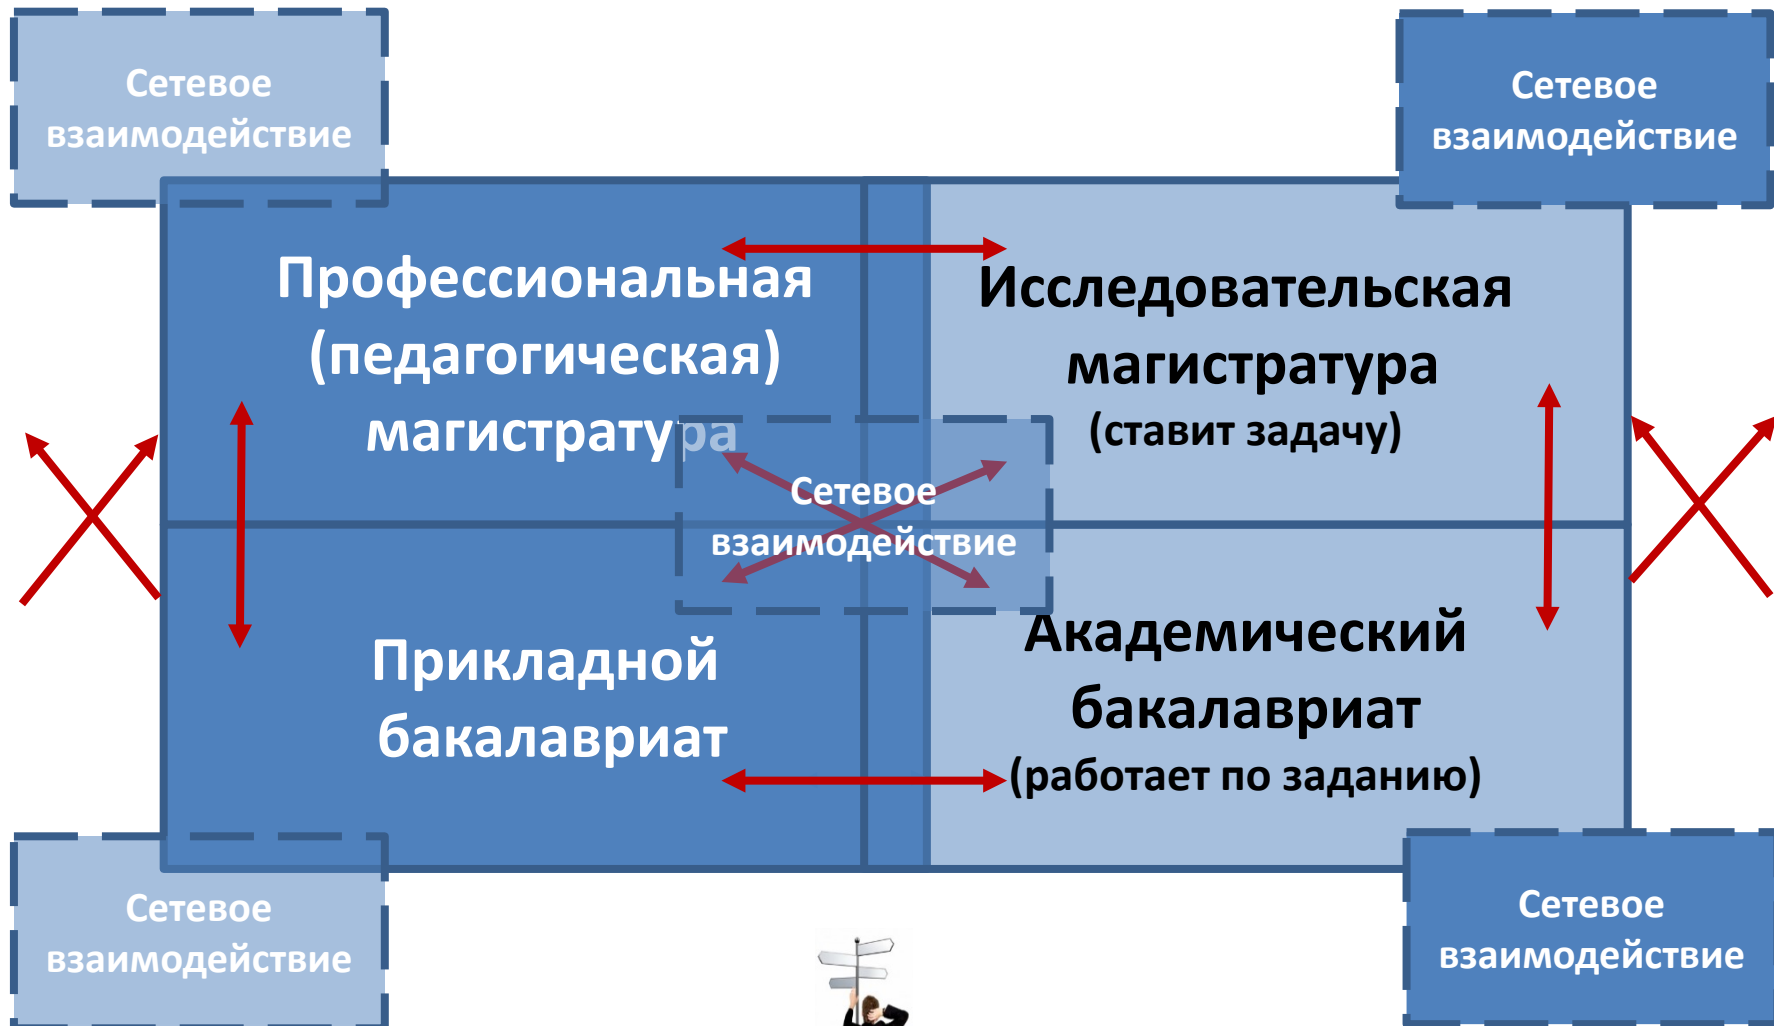 Сетевое
взаимодействие
Сетевое
взаимодействие
Профессиональная
(педагогическая)
магистратура
Исследовательская
магистратура
(ставит задачу)
Сетевое
взаимодействие
Прикладной
бакалавриат
Академический
бакалавриат
(работает по заданию)
Сетевое
взаимодействие
Сетевое
взаимодействие